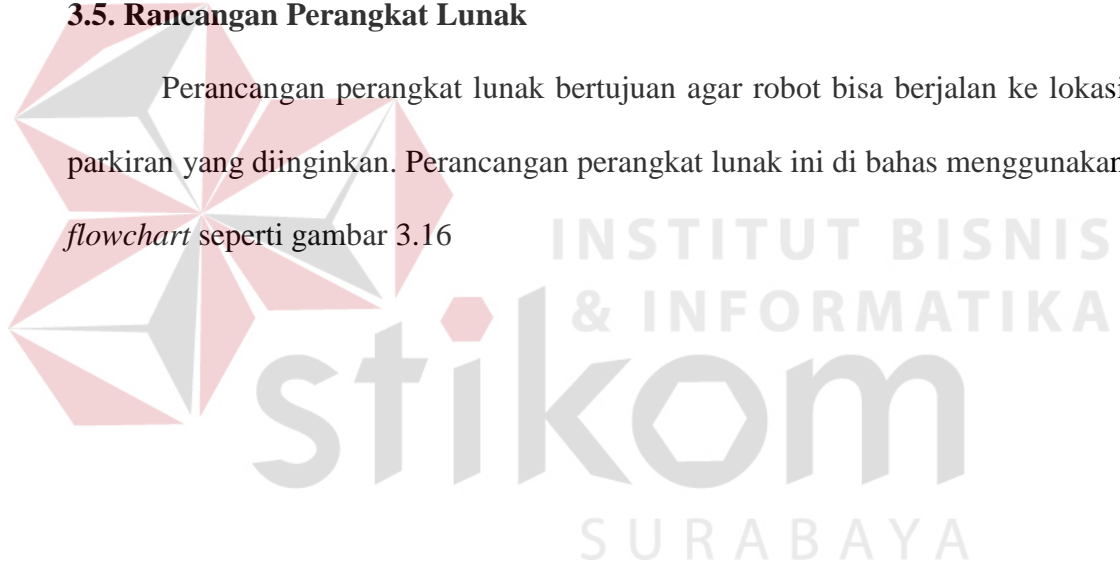 3.5. Rancangan Perangkat Lunak
Perancangan perangkat lunak bertujuan agar robot bisa berjalan ke lokasi
parkiran yang diinginkan. Perancangan perangkat lunak ini di bahas menggunakan
flowchart seperti gambar 3.16
INSTITUT BISNIS
& INFORMATIKA
stikom
SURABAYA